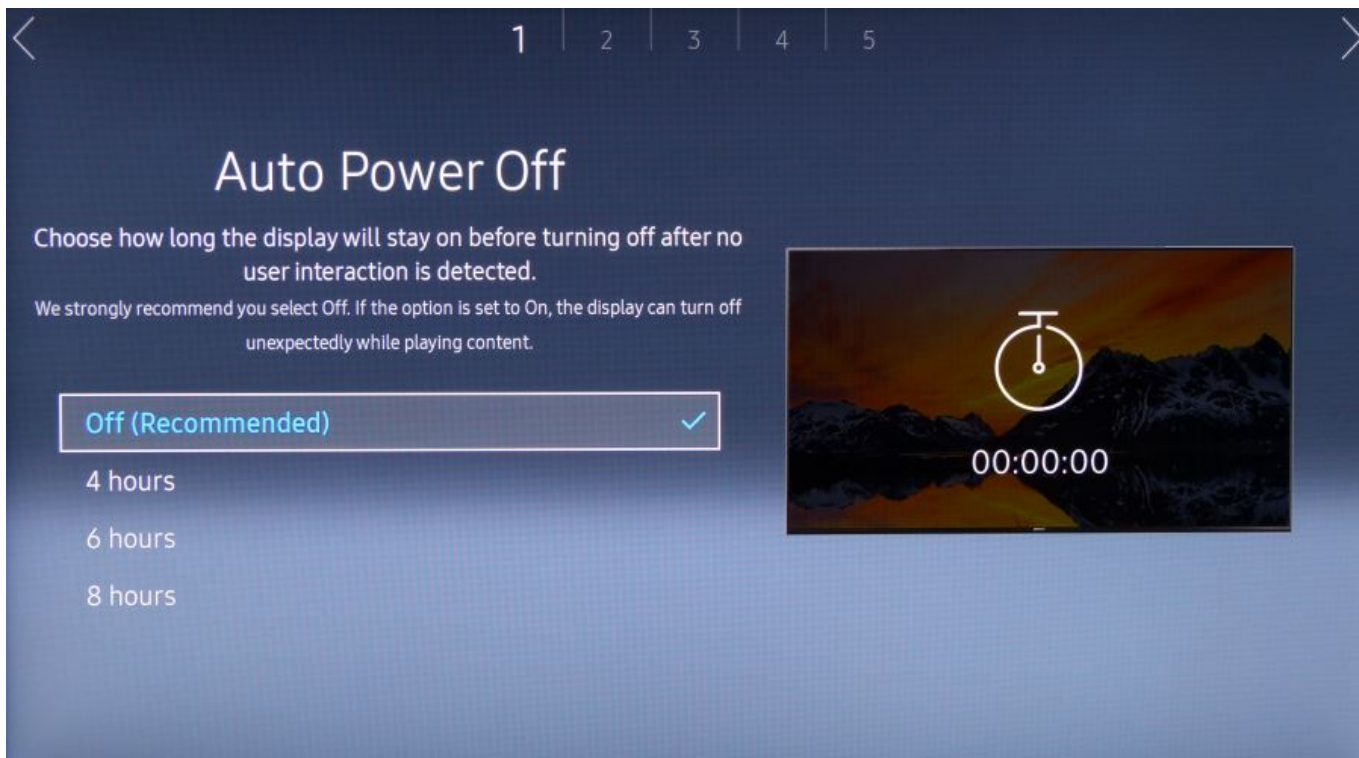 1 2 3 4 5
Auto Power Off
Choose how long the display will stay on before turning off after no
user interaction is detected.
We strongly recommend you select Off. If the option is set to On, the display can turn off
unexpectedly while playing content.
Off (Recommended)
4 hours
6 hours
8 hours
00:00:00